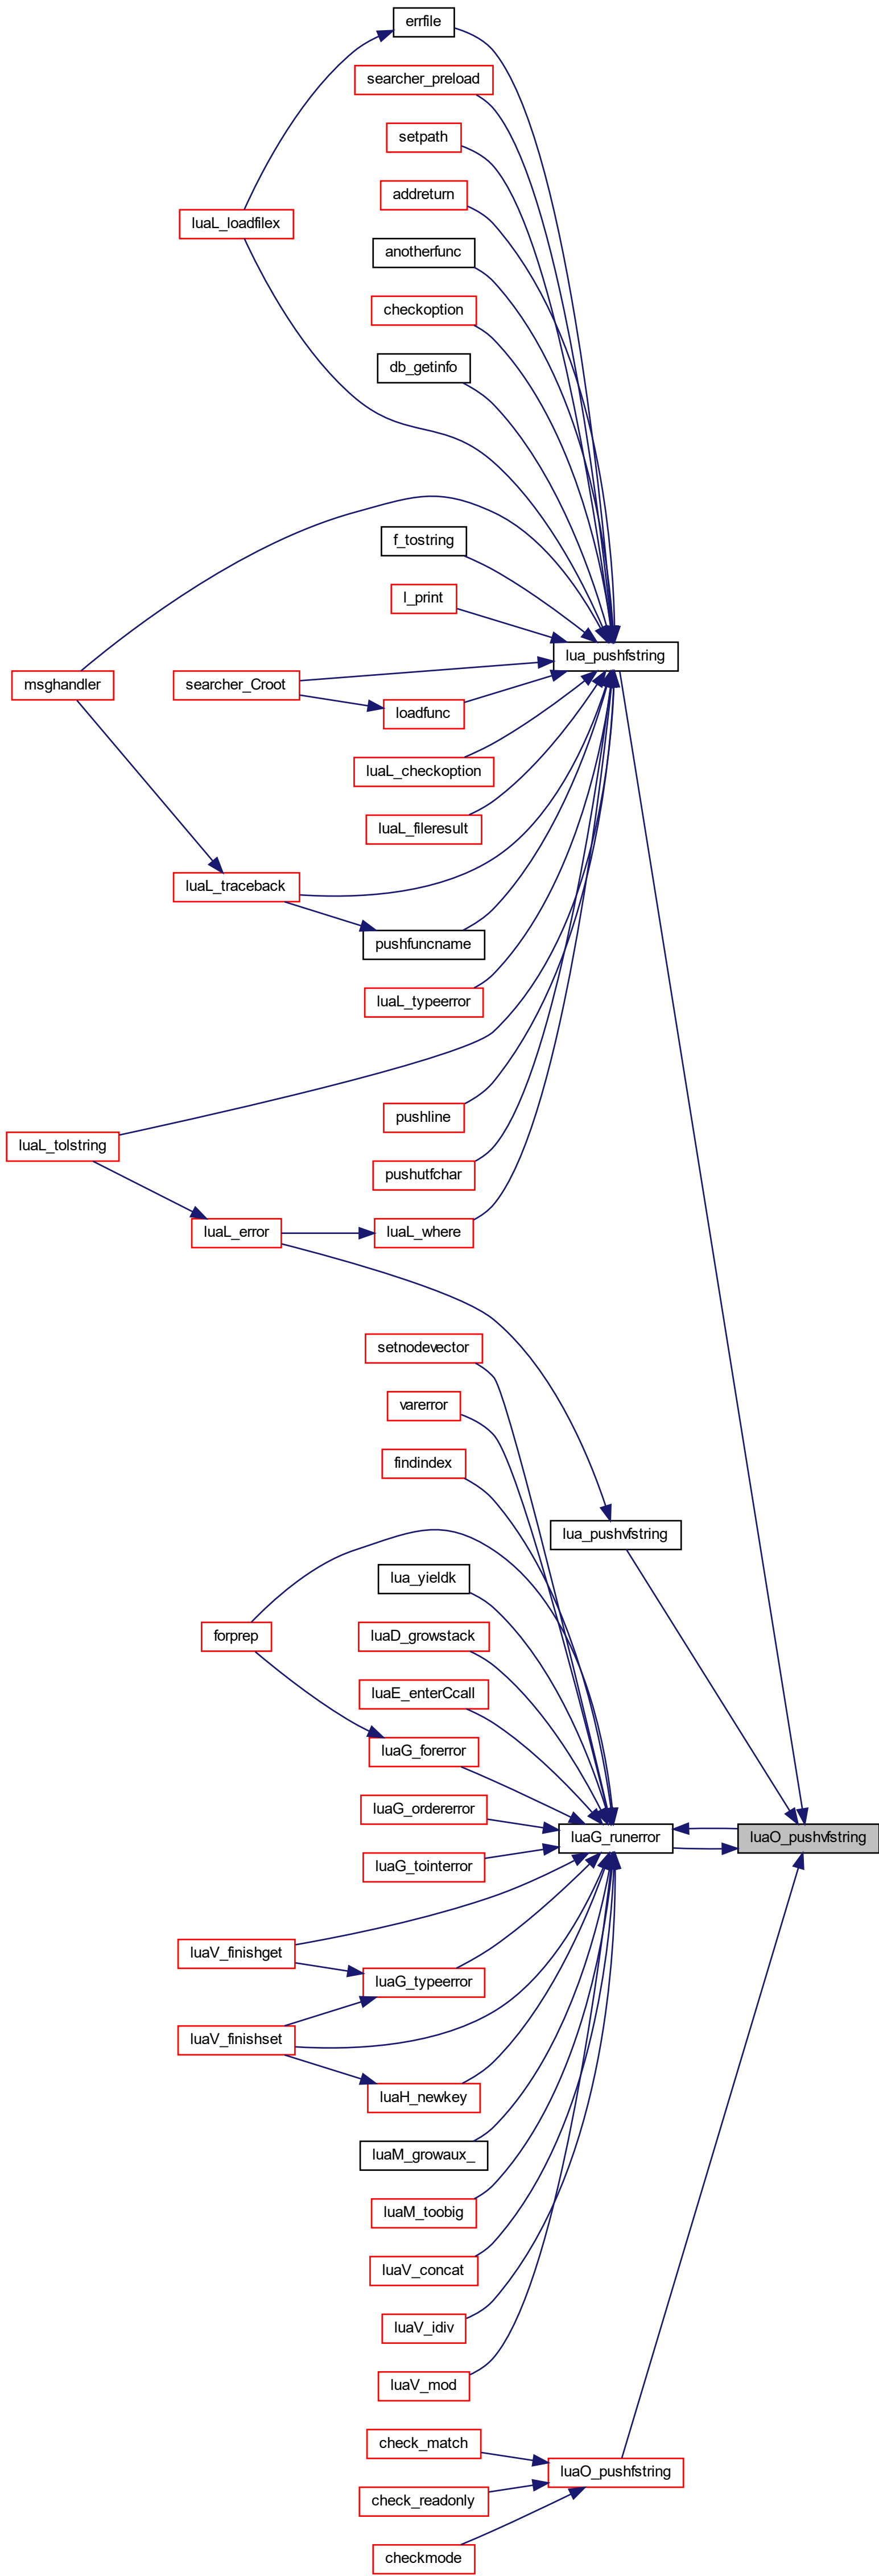 errfile
searcher_preload
setpath
addreturn
luaL_loadfilex
anotherfunc
checkoption
db_getinfo
f_tostring
l_print
lua_pushfstring
msghandler
searcher_Croot
loadfunc
luaL_checkoption
luaL_fileresult
luaL_traceback
pushfuncname
luaL_typeerror
pushline
luaL_tolstring
pushutfchar
luaL_error
luaL_where
setnodevector
varerror
findindex
lua_pushvfstring
lua_yieldk
forprep
luaD_growstack
luaE_enterCcall
luaG_forerror
luaG_ordererror
luaG_runerror
luaO_pushvfstring
luaG_tointerror
luaV_finishget
luaG_typeerror
luaV_finishset
luaH_newkey
luaM_growaux_
luaM_toobig
luaV_concat
luaV_idiv
luaV_mod
check_match
luaO_pushfstring
check_readonly
checkmode